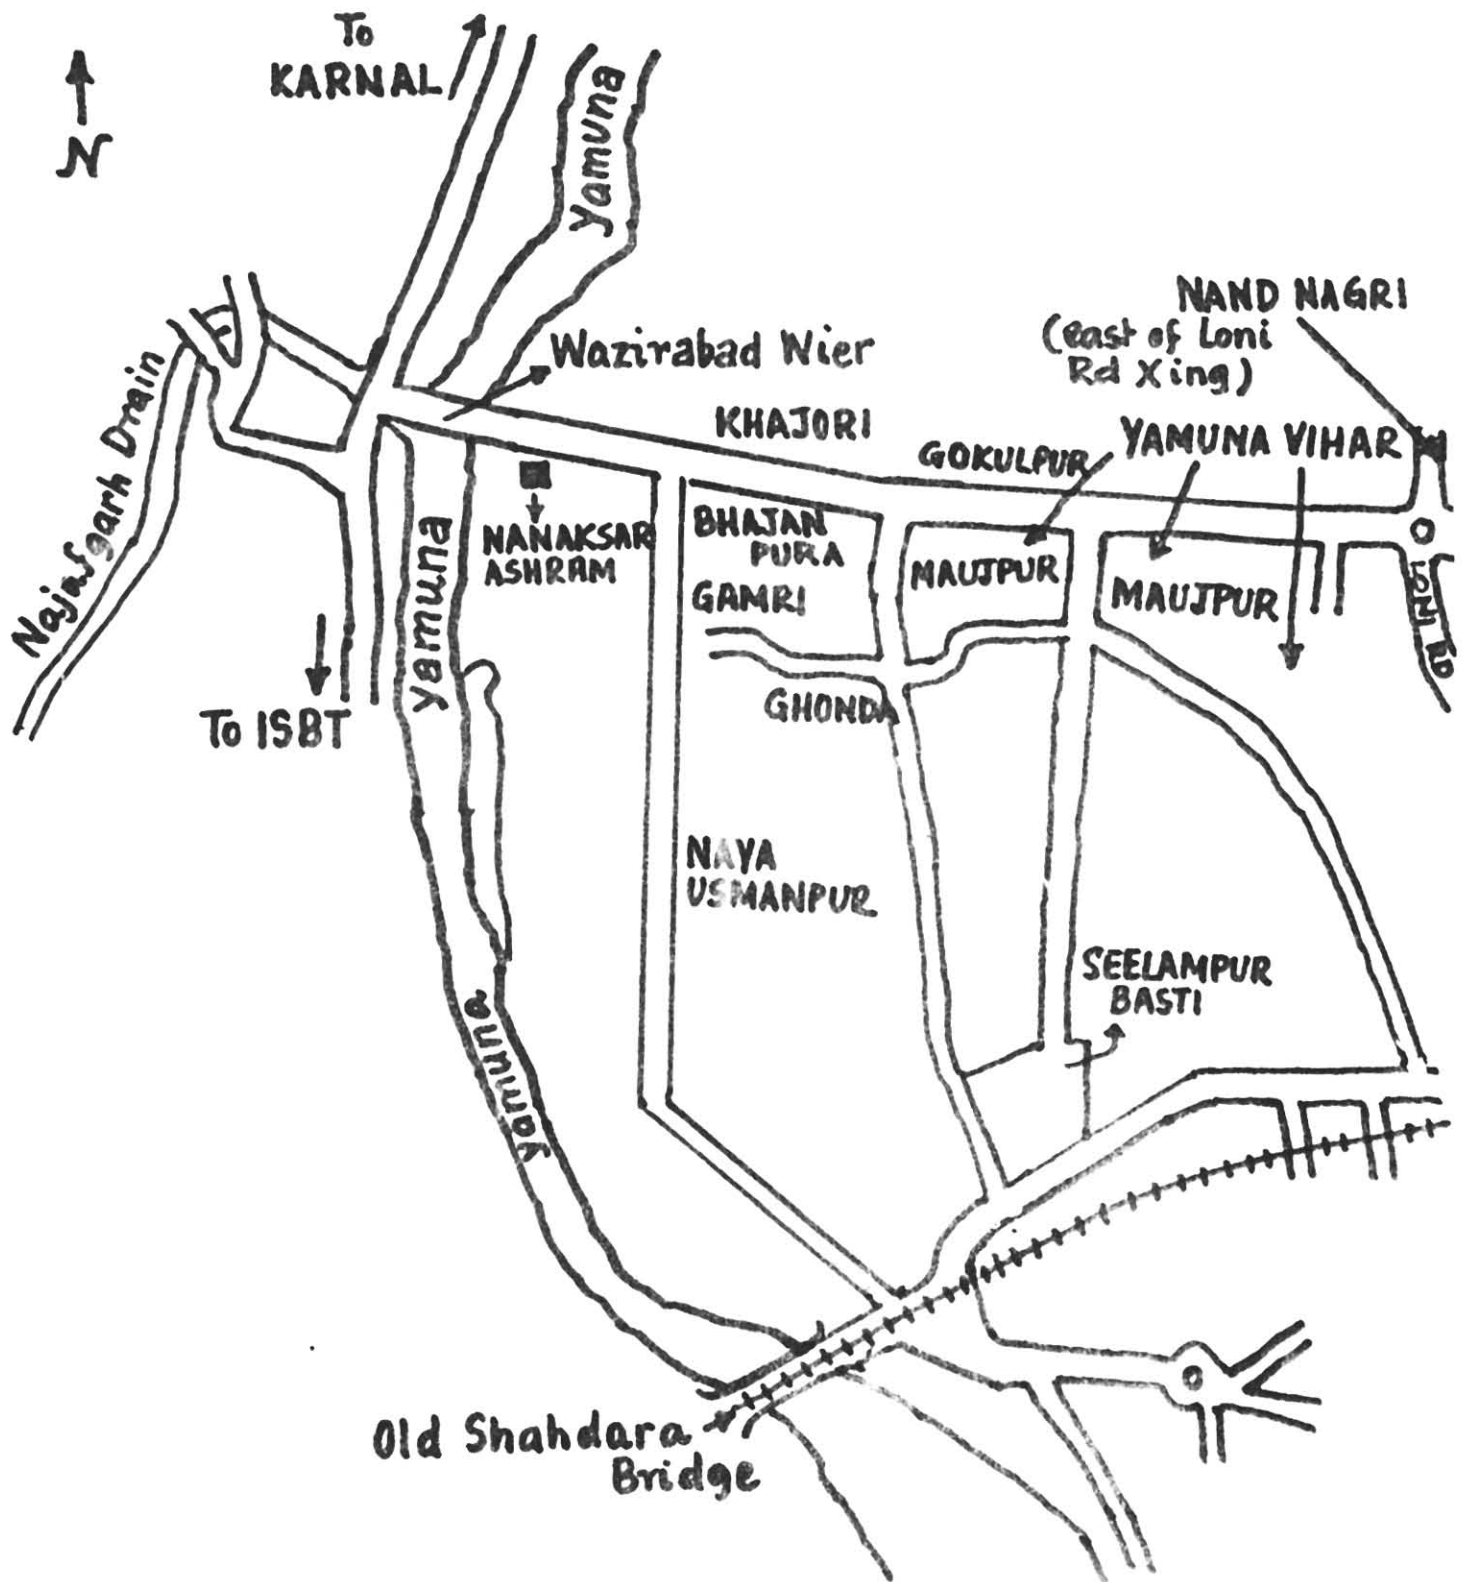 To
KARNAL
N
Yamuna
NAND NAGRI
(east of Loni
Rd Xing)
Wazirabad Nier
KHAJORI
GOKULPUR
YAMUNA VIHAR
Najafgarh Drain
NANAKSAR
ASHRAM
BHAJAN
PURA
GAMRI
MAUJPUR
MAUJPUR
LONI RD
Yamuna
To ISBT
GHONDA
NAYA
USMANPUR
SEELAMPUR
BASTI
Yamuna
Old Shahdara
Bridge